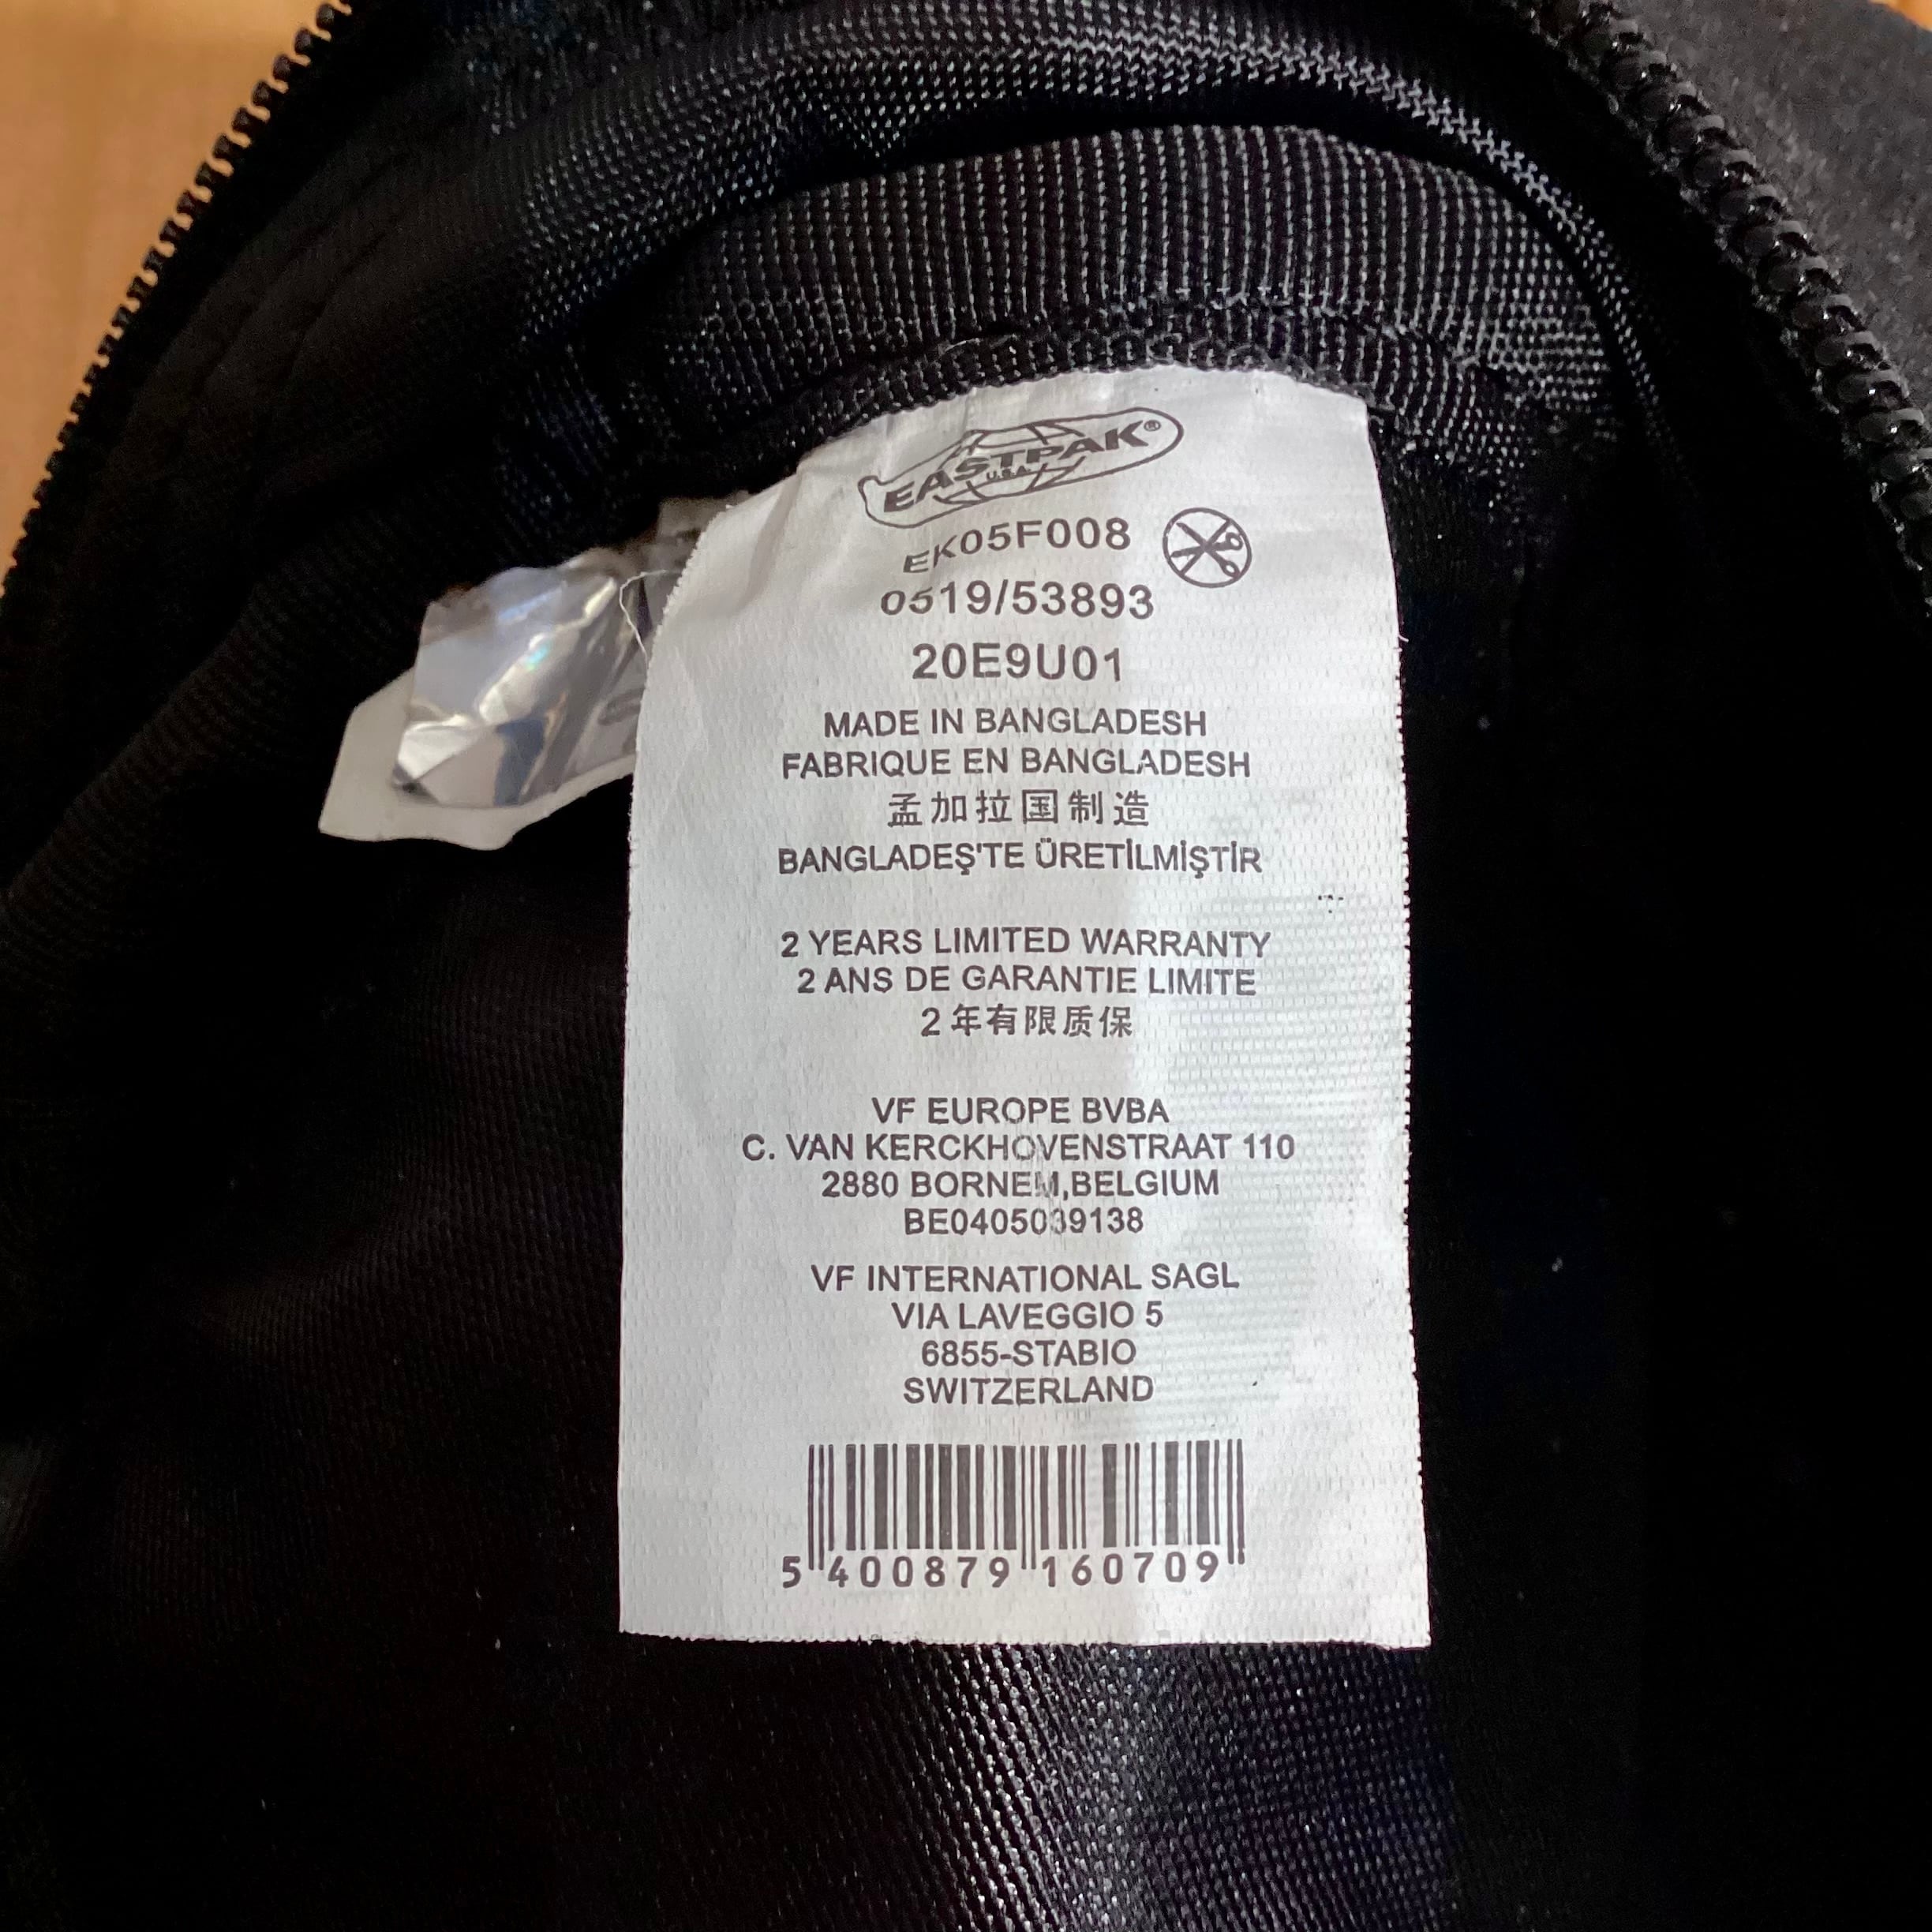 EASTPAK®
U.S.A.
EK05F008
0519/53893
20E9U01
MADE IN BANGLADESH
FABRIQUE EN BANGLADESH
孟加拉国制造
BANGLADEŞ'TE ÜRETİLMİŞTİR
2 YEARS LIMITED WARRANTY
2 ANS DE GARANTIE LIMITE
2年有限质保
VF EUROPE BVBA
C. VAN KERCKHOVENSTRAAT 110
2880 BORNEM,BELGIUM
BE0405039138
VF INTERNATIONAL SAGL
VIA LAVEGGIO 5
6855-STABIO
SWITZERLAND
5 400879 160709